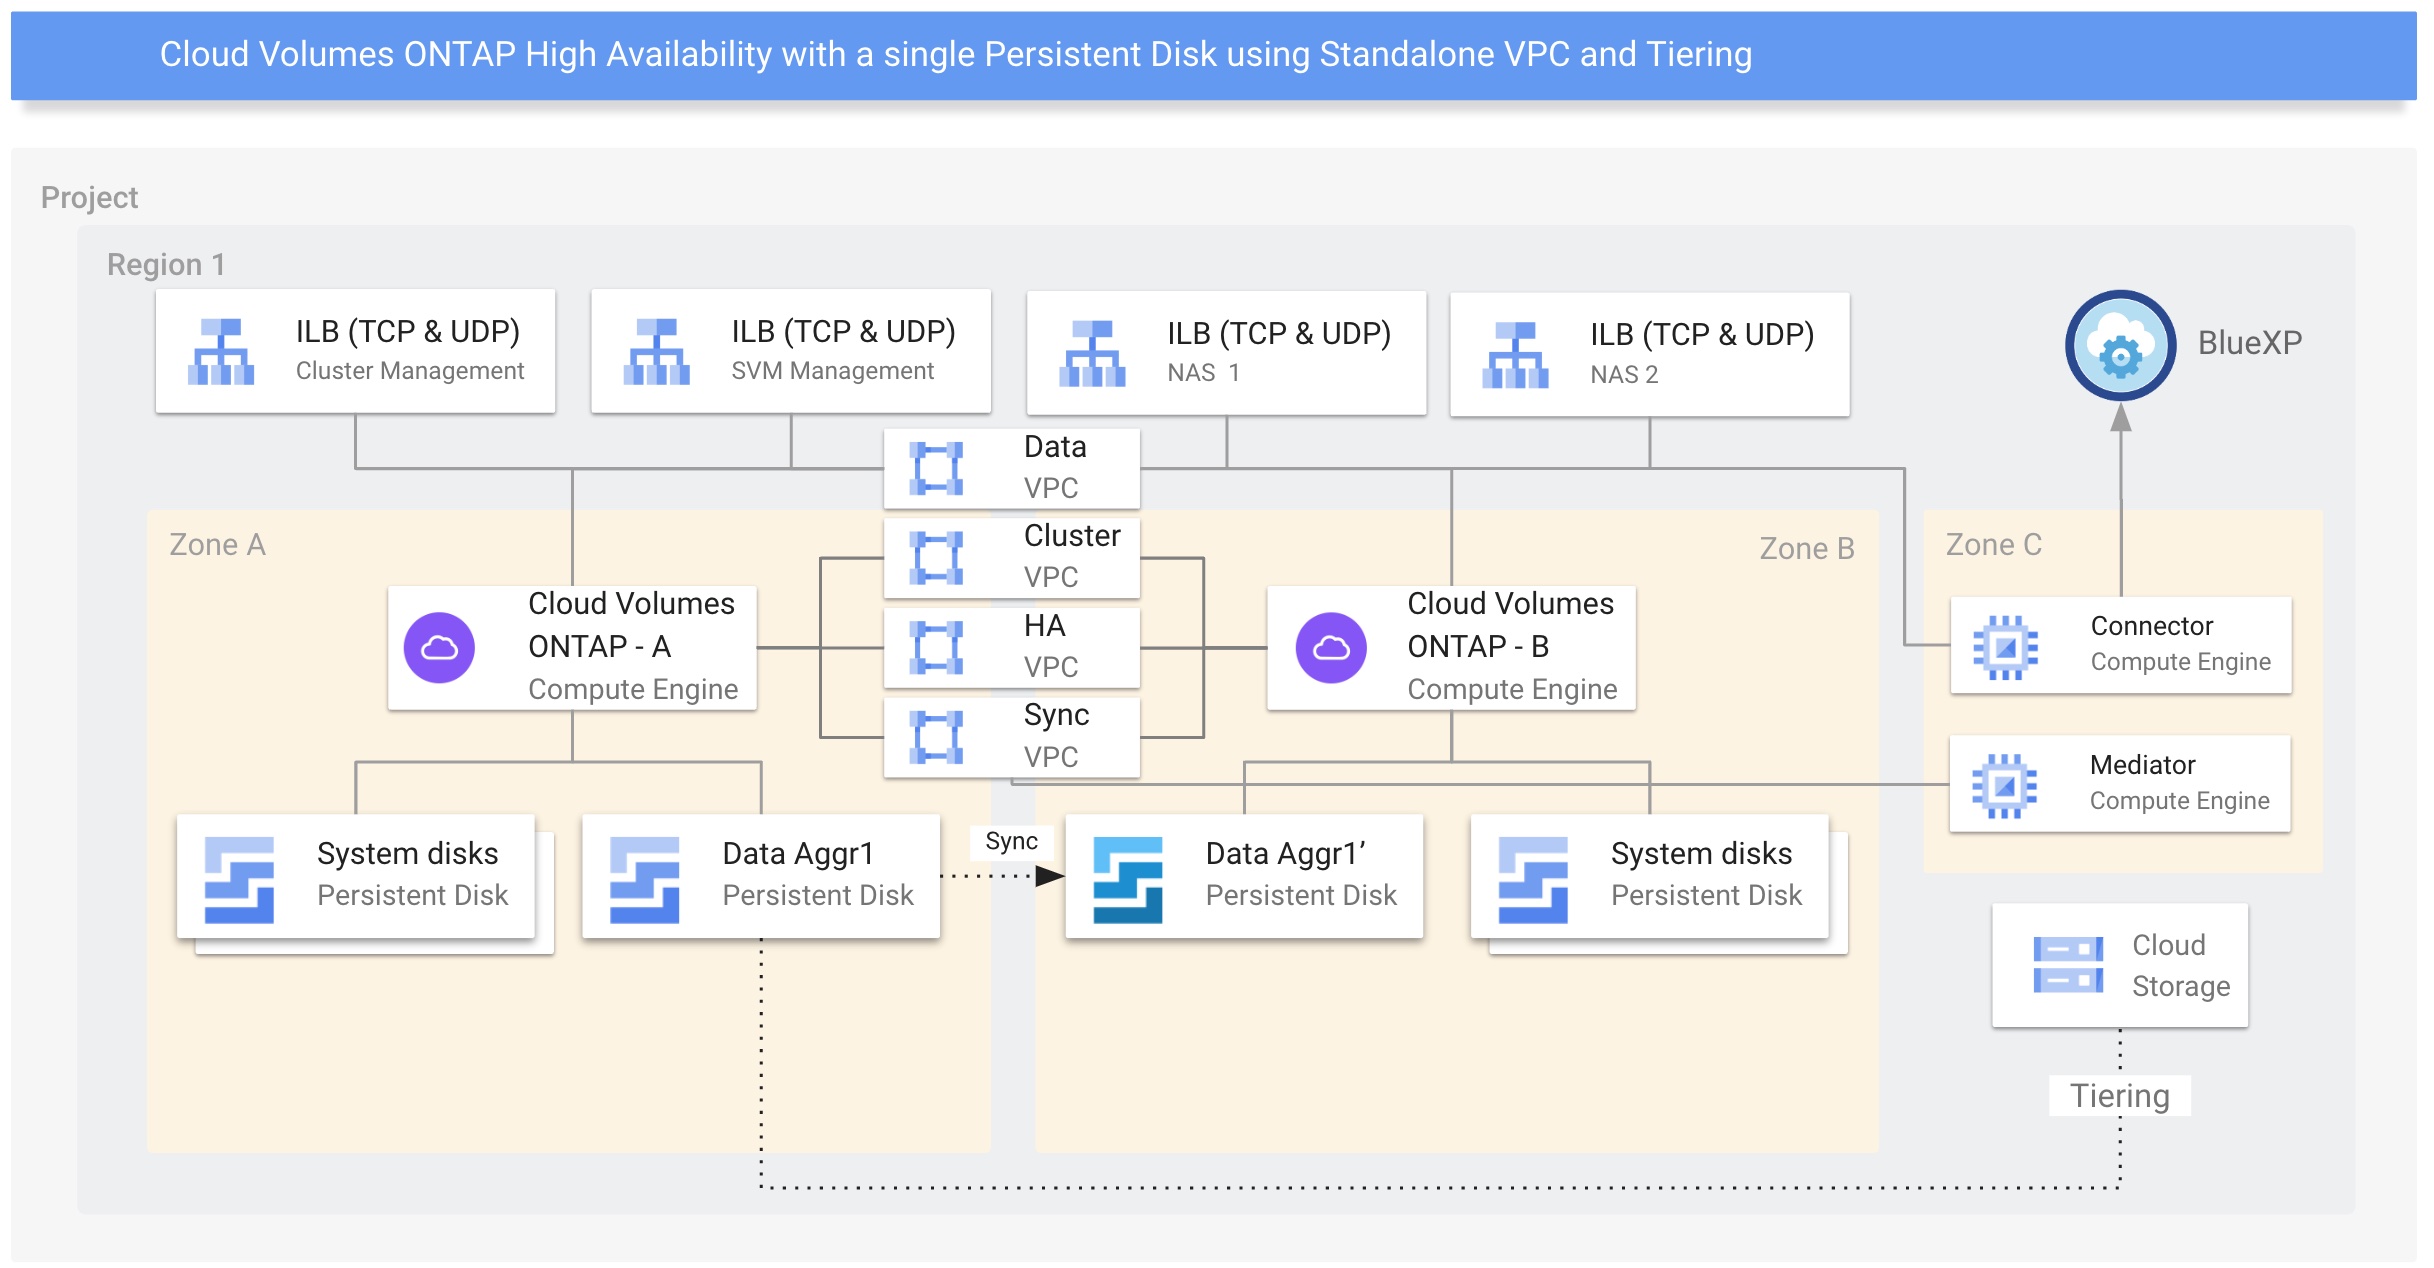 Cloud Volumes ONTAP High Availability with a single Persistent Disk using Standalone VPC and Tiering
Project
Region 1
ILB (TCP & UDP)
Cluster Management
ILB (TCP & UDP)
SVM Management
ILB (TCP & UDP)
NAS 1
ILB (TCP & UDP)
NAS 2
BlueXP
Data
VPC
Zone A
Cluster
VPC
Zone B
Zone C
Cloud Volumes
ONTAP - A
Compute Engine
HA
VPC
Cloud Volumes
ONTAP - B
Compute Engine
Connector
Compute Engine
Sync
VPC
Mediator
Compute Engine
System disks
Persistent Disk
Data Aggr1
Persistent Disk
Sync
Data Aggr1’
Persistent Disk
System disks
Persistent Disk
Cloud
Storage
Tiering